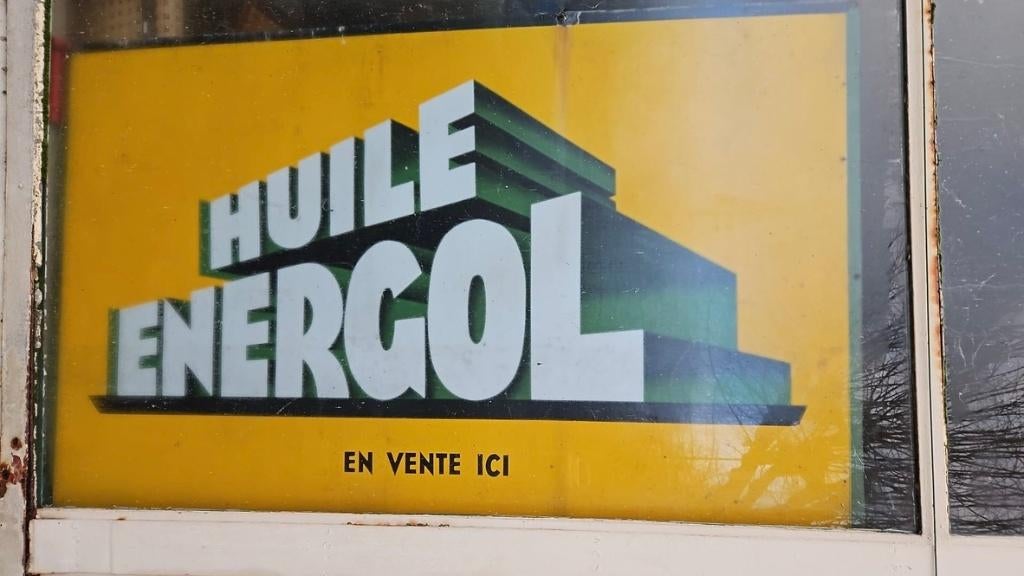 HUILE
ENERGOL
EN VENTE ICI